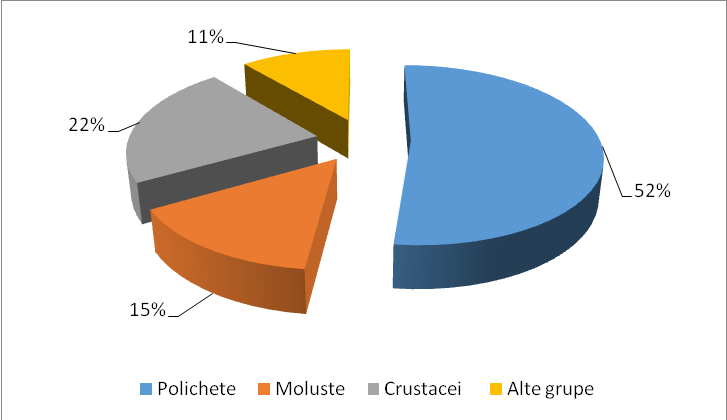 11%
22%
52%
15%
Polichete Moluste Crustacei Alte grupe